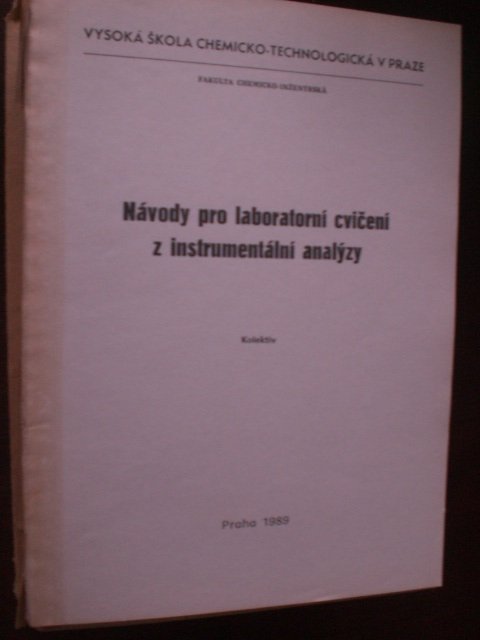 VYSOKÁ ŠKOLA CHEMICKO-TECHNOLOGICKÁ V PRAZE
FAKULTA CHEMICKO-INŽENÝRSKÁ
Návody pro laboratorní cvičení
z instrumentální analýzy
Kolektiv
Praha 1989